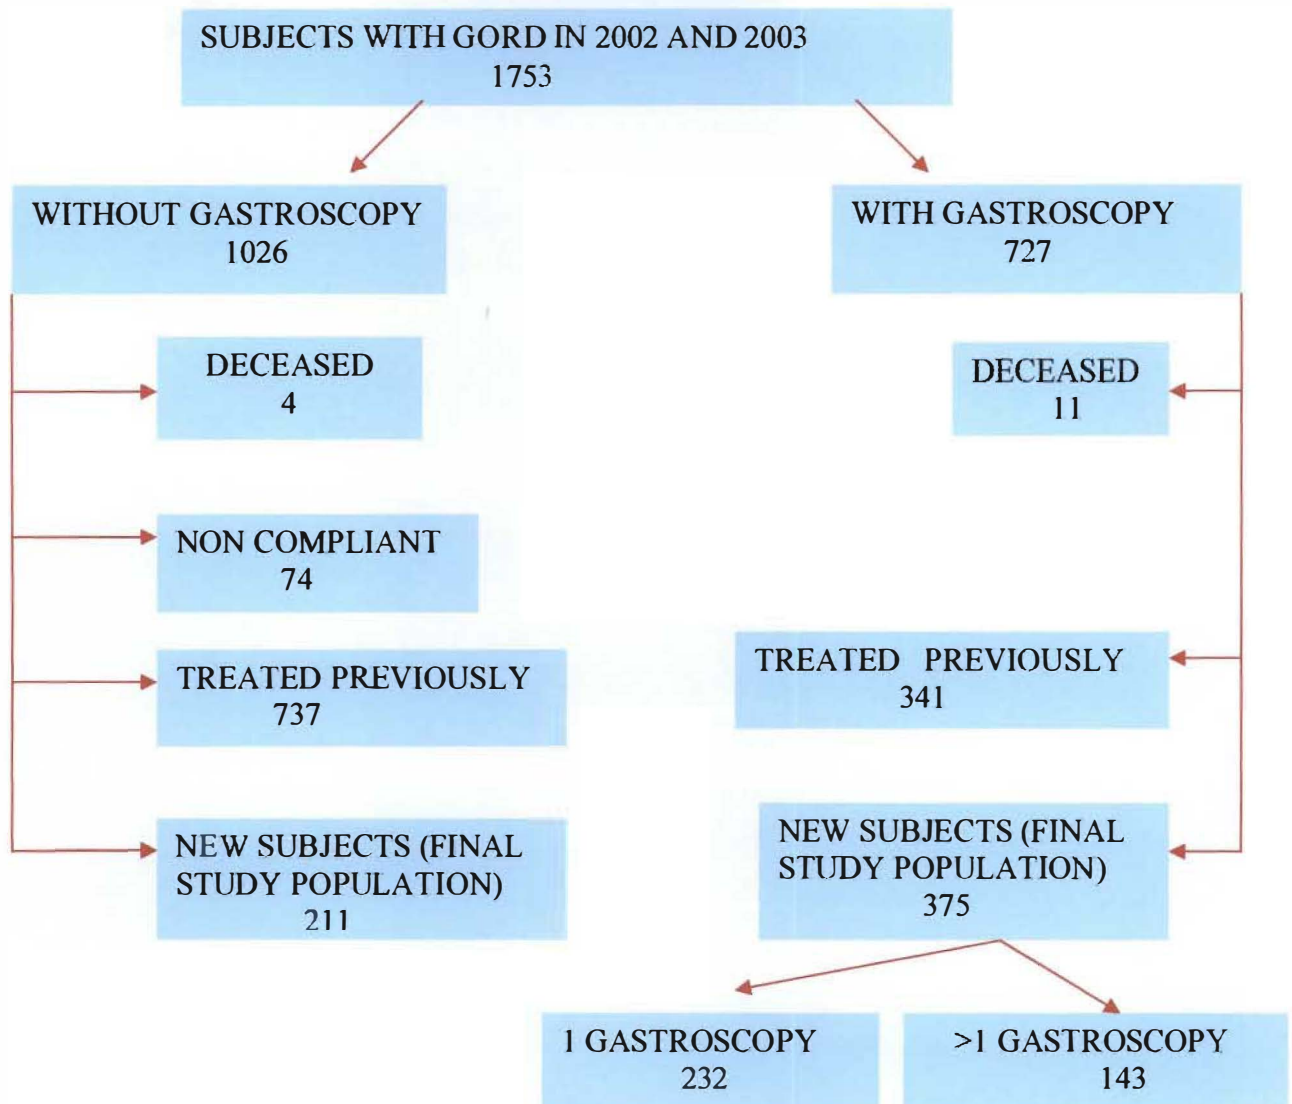 SUBJECTS WITH GORD IN 2002 AND 2003
1753
WITHOUT GASTROSCOPY
1026
WITH GASTROSCOPY
727
DECEASED
4
DECEASED
11
NON COMPLIANT
74
TREATED PREVIOUSLY
737
TREATED PREVIOUSLY
341
NEW SUBJECTS (FINAL
STUDY POPULATION)
211
NEW SUBJECTS (FINAL
STUDY POPULATION)
375
1 GASTROSCOPY
232
>1 GASTROSCOPY
143